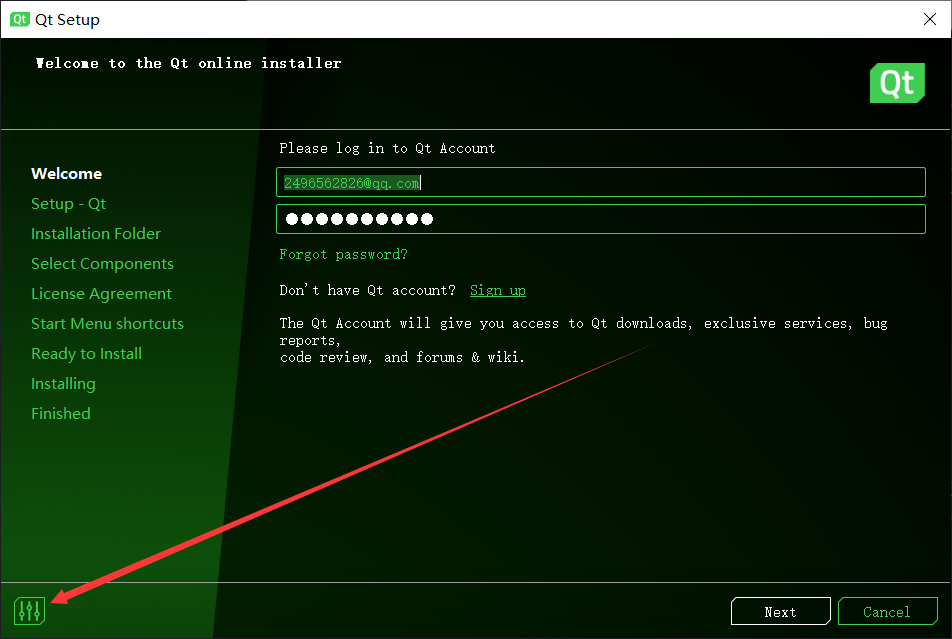 Qt Qt Setup
Welcome to the Qt online installer
Qt
Please log in to Qt Account
2496562826@qq.com
●●●●●●●●●●
Forgot password?
Don't have Qt account? Sign up
The Qt Account will give you access to Qt downloads, exclusive services, bug
reports,
code review, and forums & wiki.
Welcome
Setup - Qt
Installation Folder
Select Components
License Agreement
Start Menu shortcuts
Ready to Install
Installing
Finished
Next
Cancel